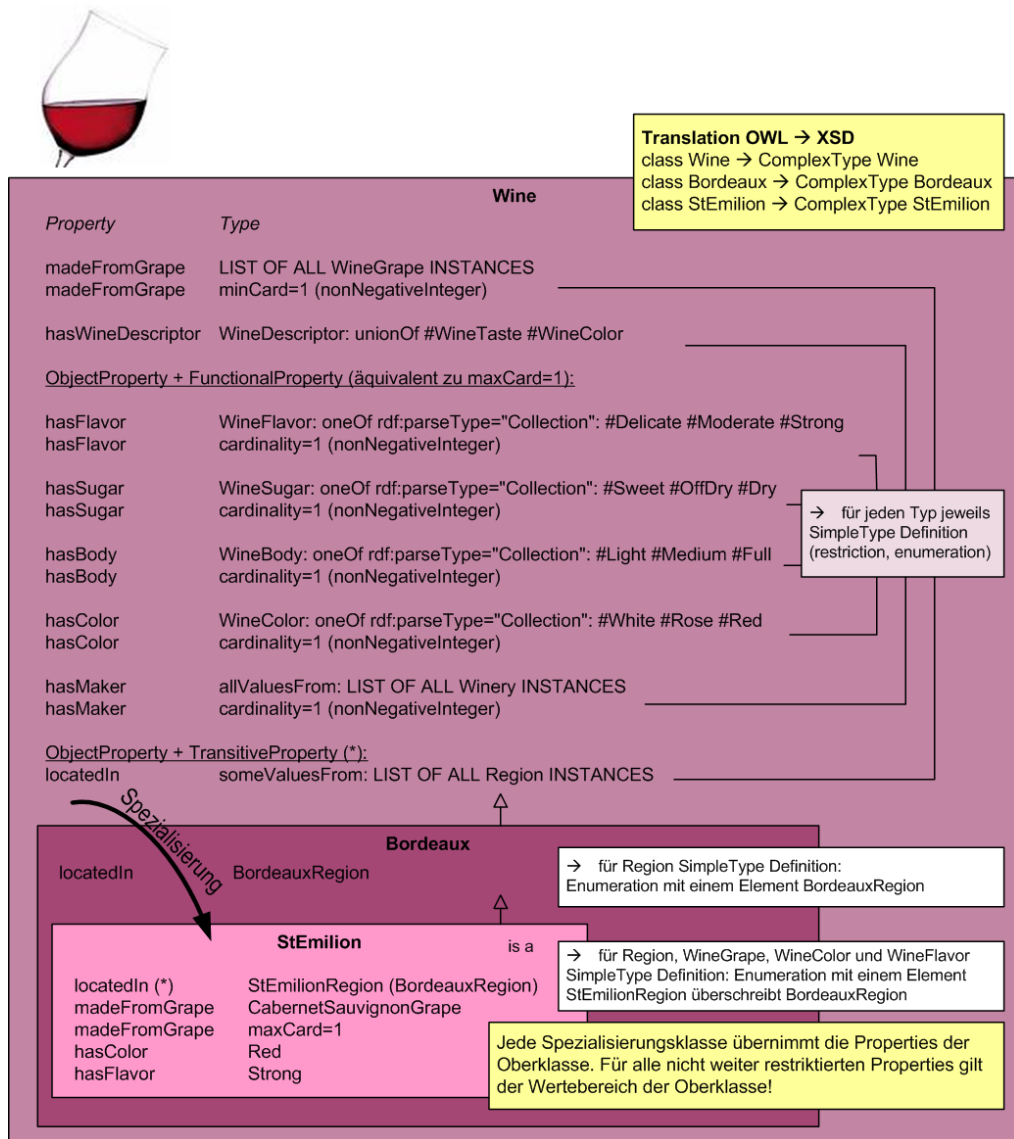 Translation OWL → XSD
class Wine → ComplexType Wine
class Bordeaux → ComplexType Bordeaux
class StEmilion → ComplexType StEmilion
Wine
Property Type
madeFromGrape LIST OF ALL WineGrape INSTANCES
madeFromGrape minCard=1 (nonNegativeInteger)
hasWineDescriptor WineDescriptor: unionOf #WineTaste #WineColor
ObjectProperty + FunctionalProperty (äquivalent zu maxCard=1):
hasFlavor WineFlavor: oneOf rdf:parseType="Collection": #Delicate #Moderate #Strong
hasFlavor cardinality=1 (nonNegativeInteger)
hasSugar WineSugar: oneOf rdf:parseType="Collection": #Sweet #OffDry #Dry
hasSugar cardinality=1 (nonNegativeInteger)
→ für jeden Typ jeweils
SimpleType Definition
(restriction, enumeration)
hasBody WineBody: oneOf rdf:parseType="Collection": #Light #Medium #Full
hasBody cardinality=1 (nonNegativeInteger)
hasColor WineColor: oneOf rdf:parseType="Collection": #White #Rose #Red
hasColor cardinality=1 (nonNegativeInteger)
hasMaker allValuesFrom: LIST OF ALL Winery INSTANCES
hasMaker cardinality=1 (nonNegativeInteger)
ObjectProperty + TransitiveProperty (*):
locatedIn someValuesFrom: LIST OF ALL Region INSTANCES
Spezialisierung
Bordeaux
locatedIn BordeauxRegion
→ für Region SimpleType Definition:
Enumeration mit einem Element BordeauxRegion
StEmilion
is a
→ für Region, WineGrape, WineColor und WineFlavor
SimpleType Definition: Enumeration mit einem Element
StEmilionRegion überschreibt BordeauxRegion
locatedIn (*) StEmilionRegion (BordeauxRegion)
madeFromGrape CabernetSauvignonGrape
madeFromGrape maxCard=1
hasColor Red
hasFlavor Strong
Jede Spezialisierungsklasse übernimmt die Properties der
Oberklasse. Für alle nicht weiter restriktierten Properties gilt
der Wertebereich der Oberklasse!